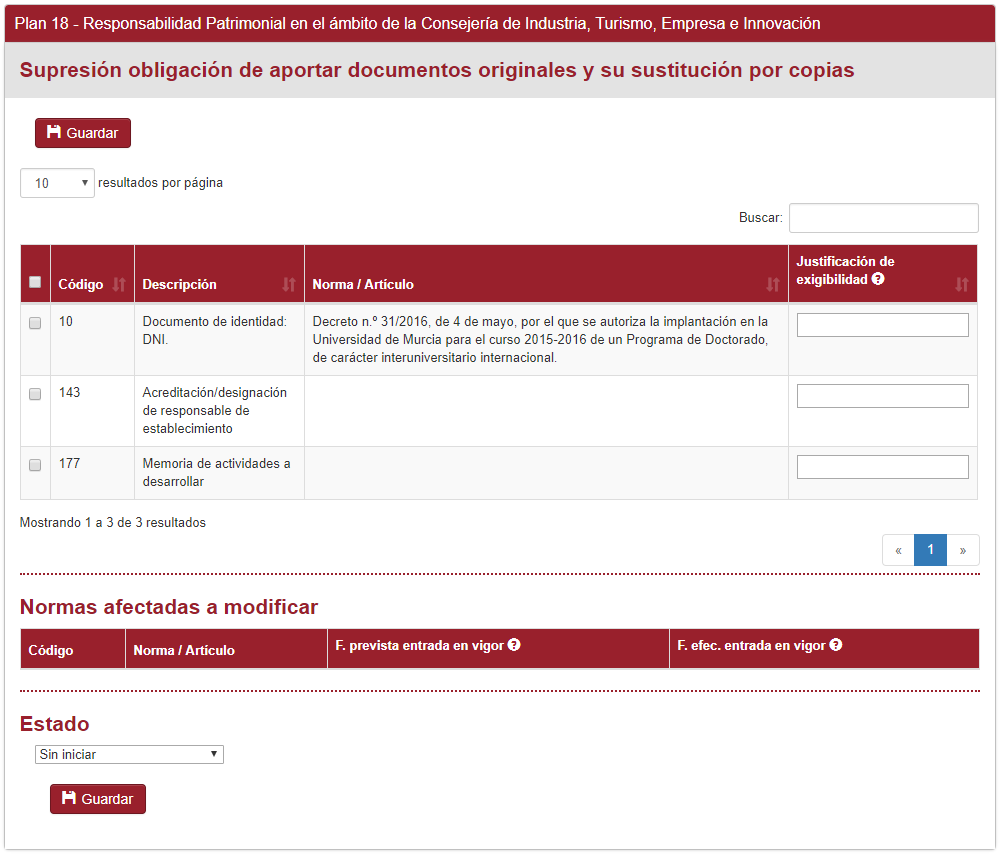 Plan 18 - Responsabilidad Patrimonial en el ámbito de la Consejería de Industria, Turismo, Empresa e Innovación
Supresión obligación de aportar documentos originales y su sustitución por copias
Guardar
10 resultados por página
Buscar:
Código Descripción Norma / Artículo Justificación de
exigibilidad
10 Documento de identidad: Decreto n.º 31/2016, de 4 de mayo, por el que se autoriza la implantación en la
DNI. Universidad de Murcia para el curso 2015-2016 de un Programa de Doctorado,
de carácter interuniversitario internacional.
143 Acreditación/designación
de responsable de
establecimiento
177 Memoria de actividades a
desarrollar
Mostrando 1 a 3 de 3 resultados
« 1 »
Normas afectadas a modificar
Código Norma / Artículo F. prevista entrada en vigor F. efec. entrada en vigor
Estado
Sin iniciar
Guardar